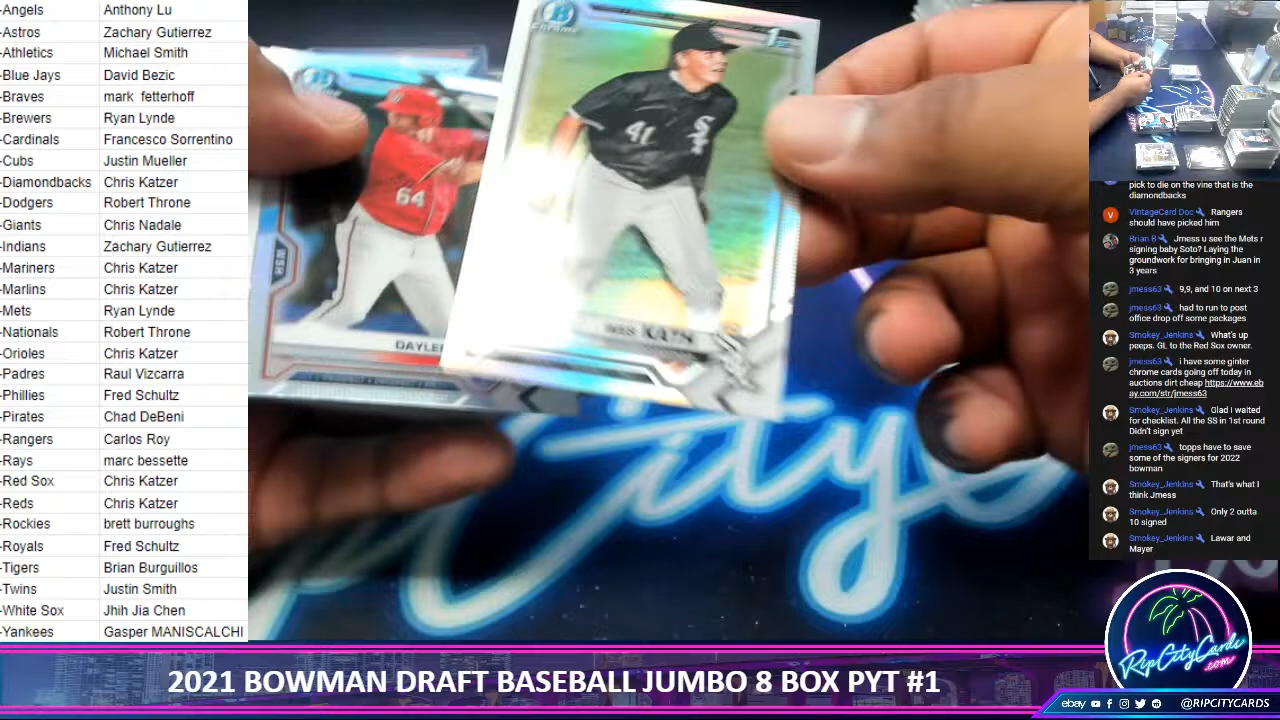 -Angels Anthony Lu
-Astros Zachary Gutierrez
-Athletics Michael Smith
-Blue Jays David Bezic
-Braves mark fetterhoff
-Brewers Ryan Lynde
-Cardinals Francesco Sorrentino
-Cubs Justin Mueller
-Diamondbacks Chris Katzer
-Dodgers Robert Throne
-Giants Chris Nadale
-Indians Zachary Gutierrez
-Mariners Chris Katzer
-Marlins Chris Katzer
-Mets Ryan Lynde
-Nationals Robert Throne
-Orioles Chris Katzer
-Padres Raul Vizcarra
-Phillies Fred Schultz
-Pirates Chad DeBeni
-Rangers Carlos Roy
-Rays marc bessette
-Red Sox Chris Katzer
-Reds Chris Katzer
-Rockies brett burroughs
-Royals Fred Schultz
-Tigers Brian Burguillos
-Twins Justin Smith
-White Sox Jhih Jia Chen
-Yankees Gasper MANISCALCHI
64
WSH
DAYLE
1st
41
Sox
KATH
City
pick to die on the vine that is the
diamondbacks
VintageCard Doc Rangers
should have picked him
Brian B Jmess u see the Mets r
signing baby Soto? Laying the
groundwork for bringing in Juan in
3 years
jmess63 9,9, and 10 on next 3
jmess63 had to run to post
office drop off some packages
Smokey_Jenkins What's up
peeps. GL to the Red Sox owner.
jmess63 i have some ginter
chrome cards going off today in
auctions dirt cheap https://www.eb
ay.com/str/jmess63
Smokey_Jenkins Glad I waited
for checklist. All the SS in 1st round
Didn't sign yet
jmess63 topps have to save
some of the signers for 2022
bowman
Smokey_Jenkins That's what I
think Jmess
Smokey_Jenkins Only 2 outta
10 signed
Smokey_Jenkins Lawar and
Mayer
RipCityCards
.com
2021 BOWMAN DRAFT BASEBALL JUMBO 8 BOX PYT #1
ebay @RIPCITYCARDS